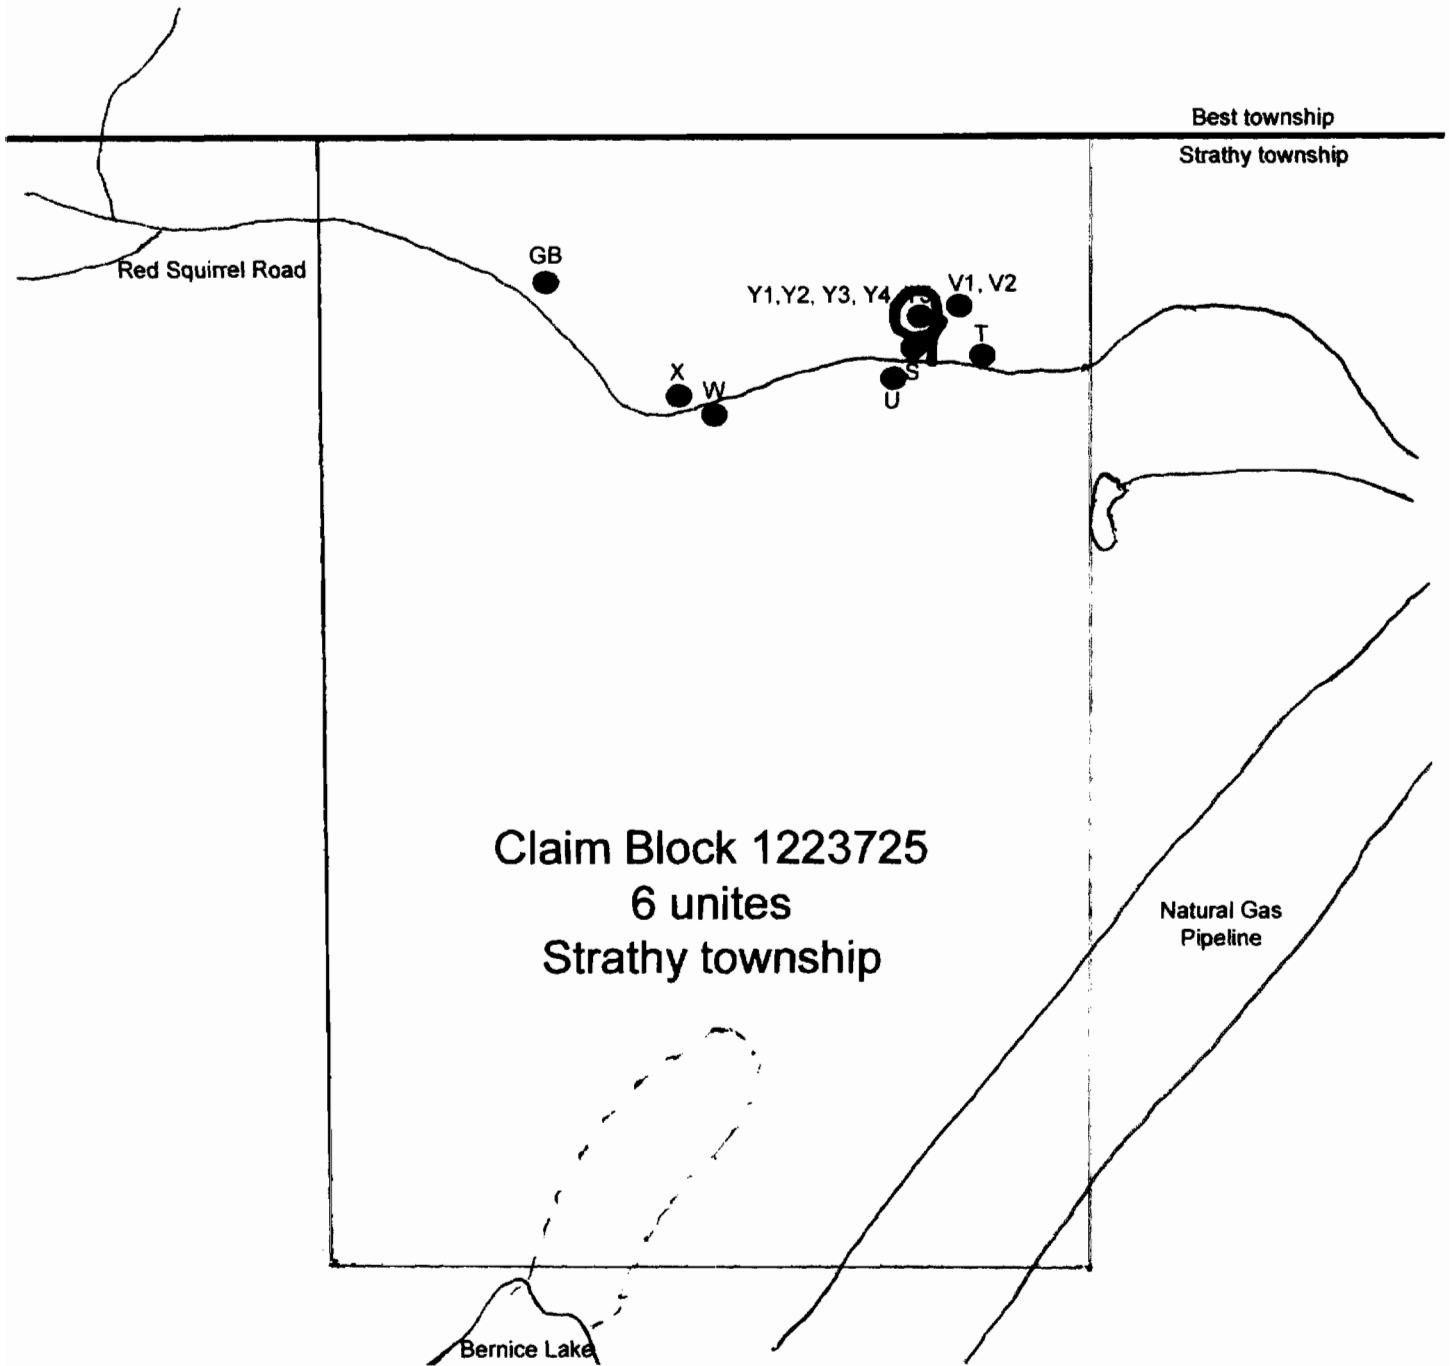 Best township
Strathy township
Red Squirrel Road
GB
Y1,Y2, Y3, Y4
V1, V2
T
X
W
S
U
Claim Block 1223725
6 unites
Strathy township
Natural Gas
Pipeline
Bernice Lake